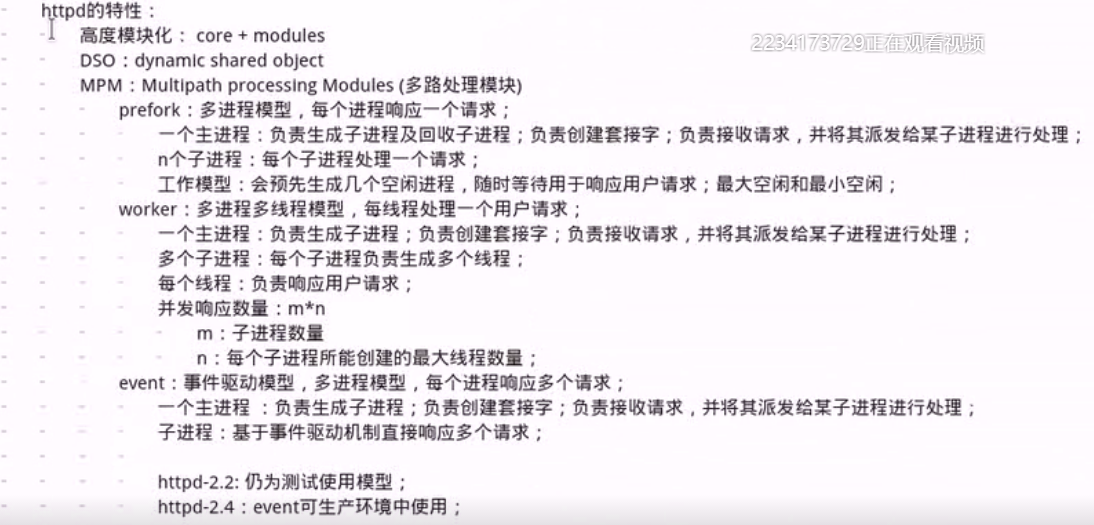 httpd的特性：
高度模块化： core + modules
2234173729正在观看视频
DSO：dynamic shared object
MPM：Multipath processing Modules (多路处理模块)
prefork：多进程模型，每个进程响应一个请求；
一个主进程：负责生成子进程及回收子进程；负责创建套接字；负责接收请求，并将其派发给某子进程进行处理；
n个子进程：每个子进程处理一个请求；
工作模型：会预先生成几个空闲进程，随时等待用于响应用户请求；最大空闲和最小空闲；
worker：多进程多线程模型，每线程处理一个用户请求；
一个主进程：负责生成子进程；负责创建套接字；负责接收请求，并将其派发给某子进程进行处理；
多个子进程：每个子进程负责生成多个线程；
每个线程：负责响应用户请求；
并发响应数量：m*n
m：子进程数量
n：每个子进程所能创建的最大线程数量；
event：事件驱动模型，多进程模型，每个进程响应多个请求；
一个主进程 ：负责生成子进程；负责创建套接字；负责接收请求，并将其派发给某子进程进行处理；
子进程：基于事件驱动机制直接响应多个请求；
httpd-2.2: 仍为测试使用模型；
httpd-2.4：event可生产环境中使用；